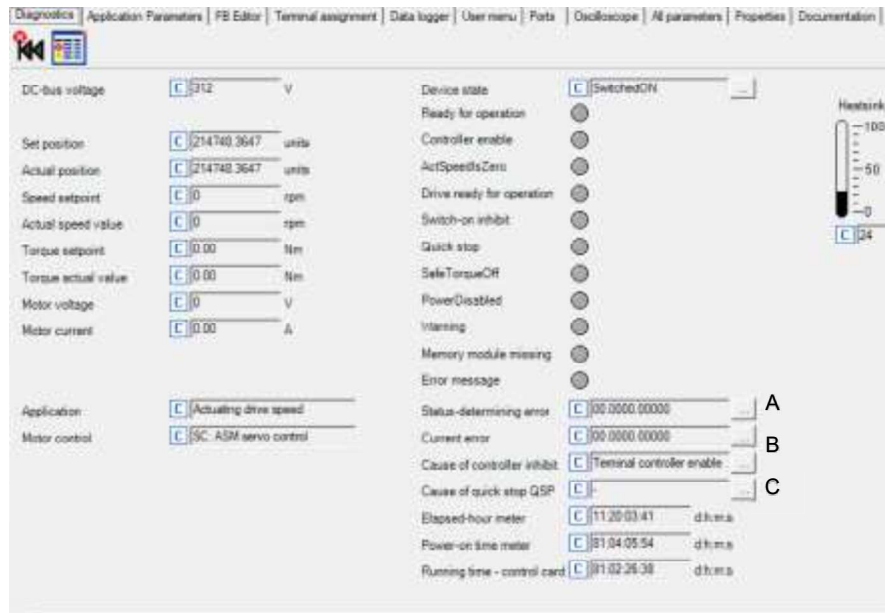 Diagnostics Application Parameters FB Editor Terminal assignment Data logger User menu Ports Oscilloscope All parameters Properties Documentation
DC-bus voltage C 312 V
Set position C 214748.3647 units
Actual position C 214748.3647 units
Speed setpoint C 0 rpm
Actual speed value C 0 rpm
Torque setpoint C 0.00 Nm
Torque actual value C 0.00 Nm
Motor voltage C 0 V
Motor current C 0.00 A
Application C Actuating drive speed
Motor control C SC: ASM servo control
Device state C SwitchedON ...
Ready for operation
Controller enable
ActSpeedIsZero
Drive ready for operation
Switch-on inhibit
Quick stop
SafeTorqueOff
PowerDisabled
Warning
Memory module missing
Error message
Status-determining error C 00.0000.00000 ... A
Current error C 00.0000.00000 ... B
Cause of controller inhibit C Terminal controller enable ...
Cause of quick stop QSP C - ... C
Elapsed-hour meter C 11:20:03:41 d:h:m:s
Power-on time meter C 81:04:05:54 d:h:m:s
Running time - control card C 81:02:26:38 d:h:m:s
Heatsink
100
50
0
C 24